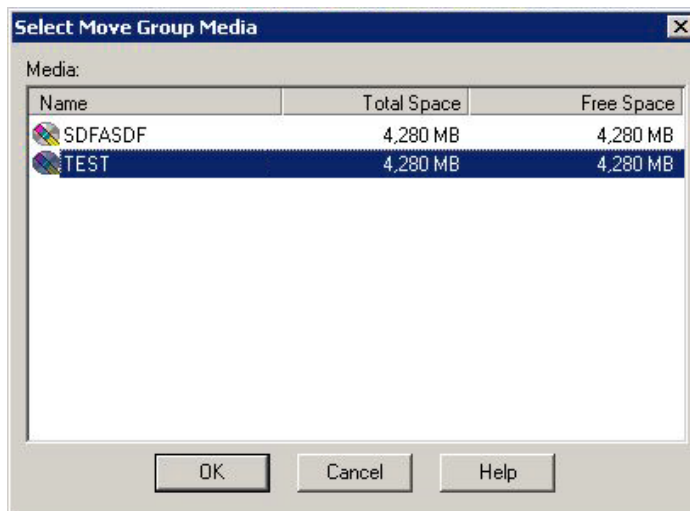 Select Move Group Media
Media:
Name Total Space Free Space
SDFASDF 4,280 MB 4,280 MB
TEST 4,280 MB 4,280 MB
OK Cancel Help